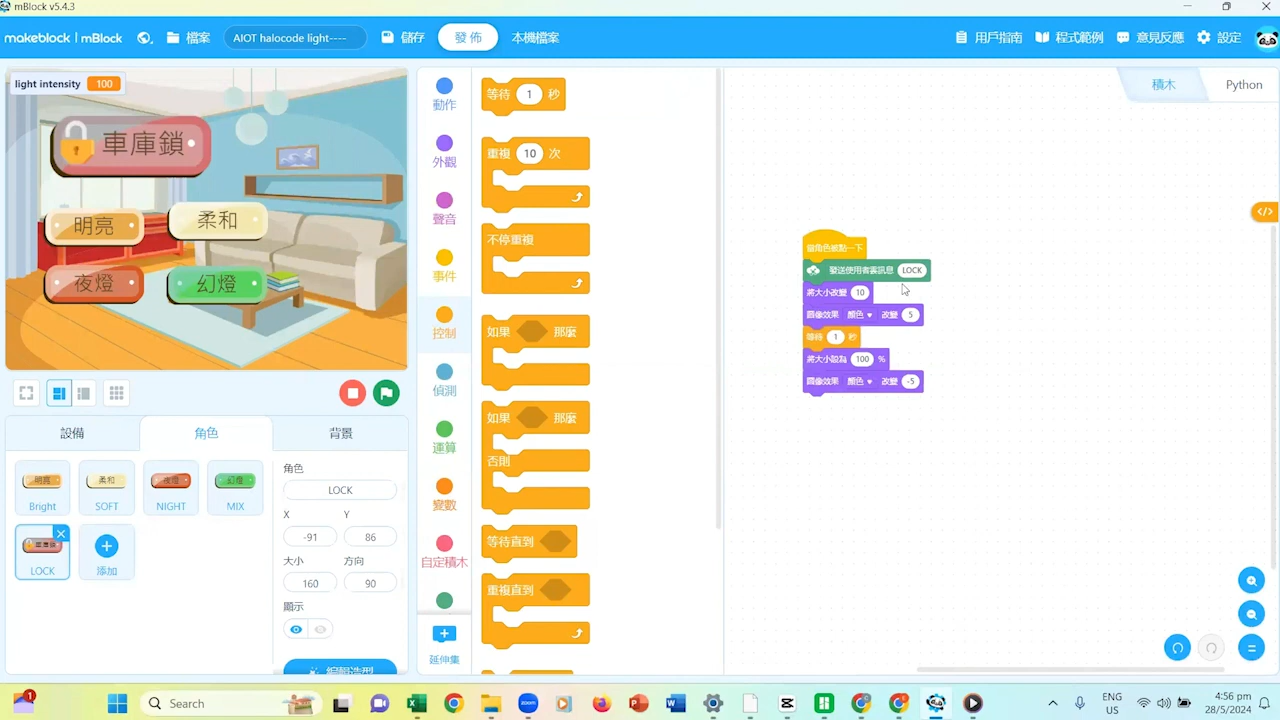 mBlock v5.4.3
makeblock | mBlock
檔案
AIOT halocode light----
儲存
發佈
本機檔案
用戶指南
程式範例
意見反應
設定
light intensity 100
車庫鎖
明亮
柔和
夜燈
幻燈
設備
角色
背景
明亮
柔和
夜燈
幻燈
Bright
SOFT
NIGHT
MIX
車庫鎖
LOCK
添加
角色
LOCK
X
Y
-91
86
大小
方向
160
90
顯示
編輯造型
動作
外觀
聲音
事件
控制
偵測
運算
變數
自定積木
延伸集
等待 1 秒
重複 10 次
不停重複
如果 那麼
如果 那麼
否則
等待直到
重複直到
積木
Python
</>
當角色被點一下
發送使用者雲訊息 LOCK
將大小改變 10
圖像效果 顏色 改變 5
等待 1 秒
將大小設為 100 %
圖像效果 顏色 改變 -5
1
Search
zoom
ENG
US
4:56 pm
28/5/2024